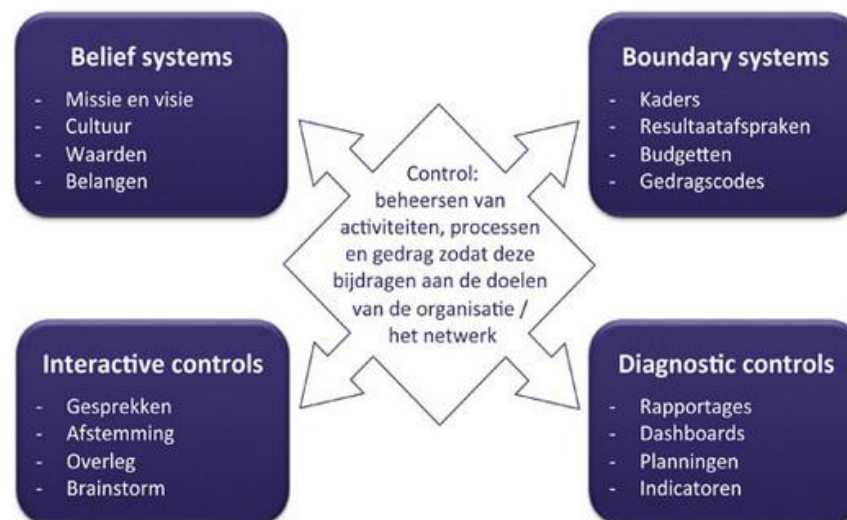 Belief systems
- Missie en visie
- Cultuur
- Waarden
- Belangen
Boundary systems
- Kaders
- Resultaatafspraken
- Budgetten
- Gedragscodes
Control:
beheersen van
activiteiten, processen
en gedrag zodat deze
bijdragen aan de doelen
van de organisatie /
het netwerk
Interactive controls
- Gesprekken
- Afstemming
- Overleg
- Brainstorm
Diagnostic controls
- Rapportages
- Dashboards
- Planningen
- Indicatoren